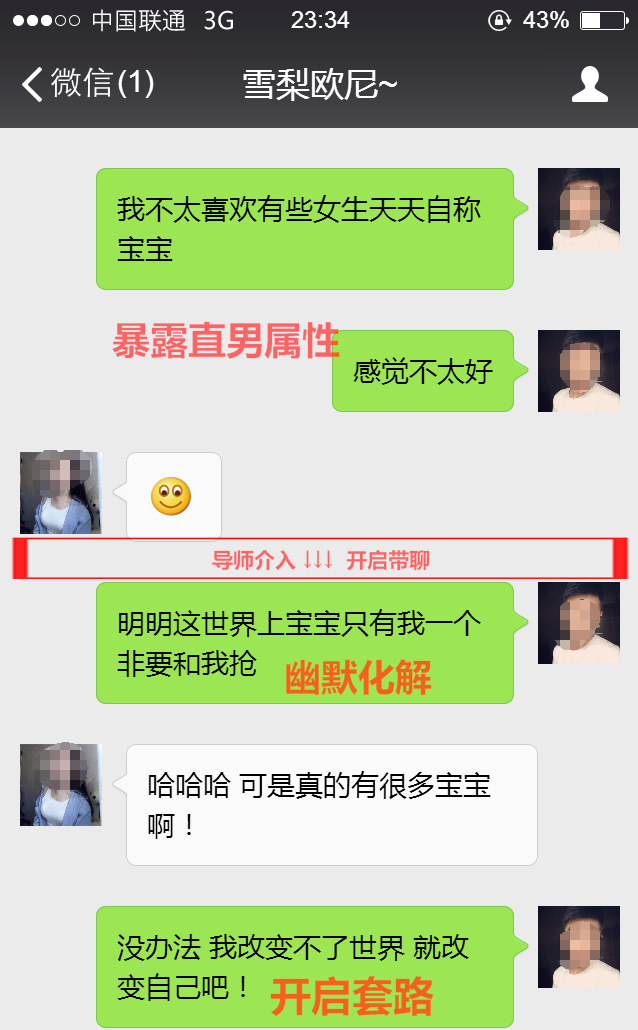 中国联通 3G 23:34 43%
微信(1) 雪梨欧尼~
我不太喜欢有些女生天天自称
宝宝
暴露直男属性
感觉不太好
导师介入 ↓↓↓ 开启带聊
明明这世界上宝宝只有我一个
非要和我抢
幽默化解
哈哈哈 可是真的有很多宝宝
啊！
没办法 我改变不了世界 就改
变自己吧！
开启套路